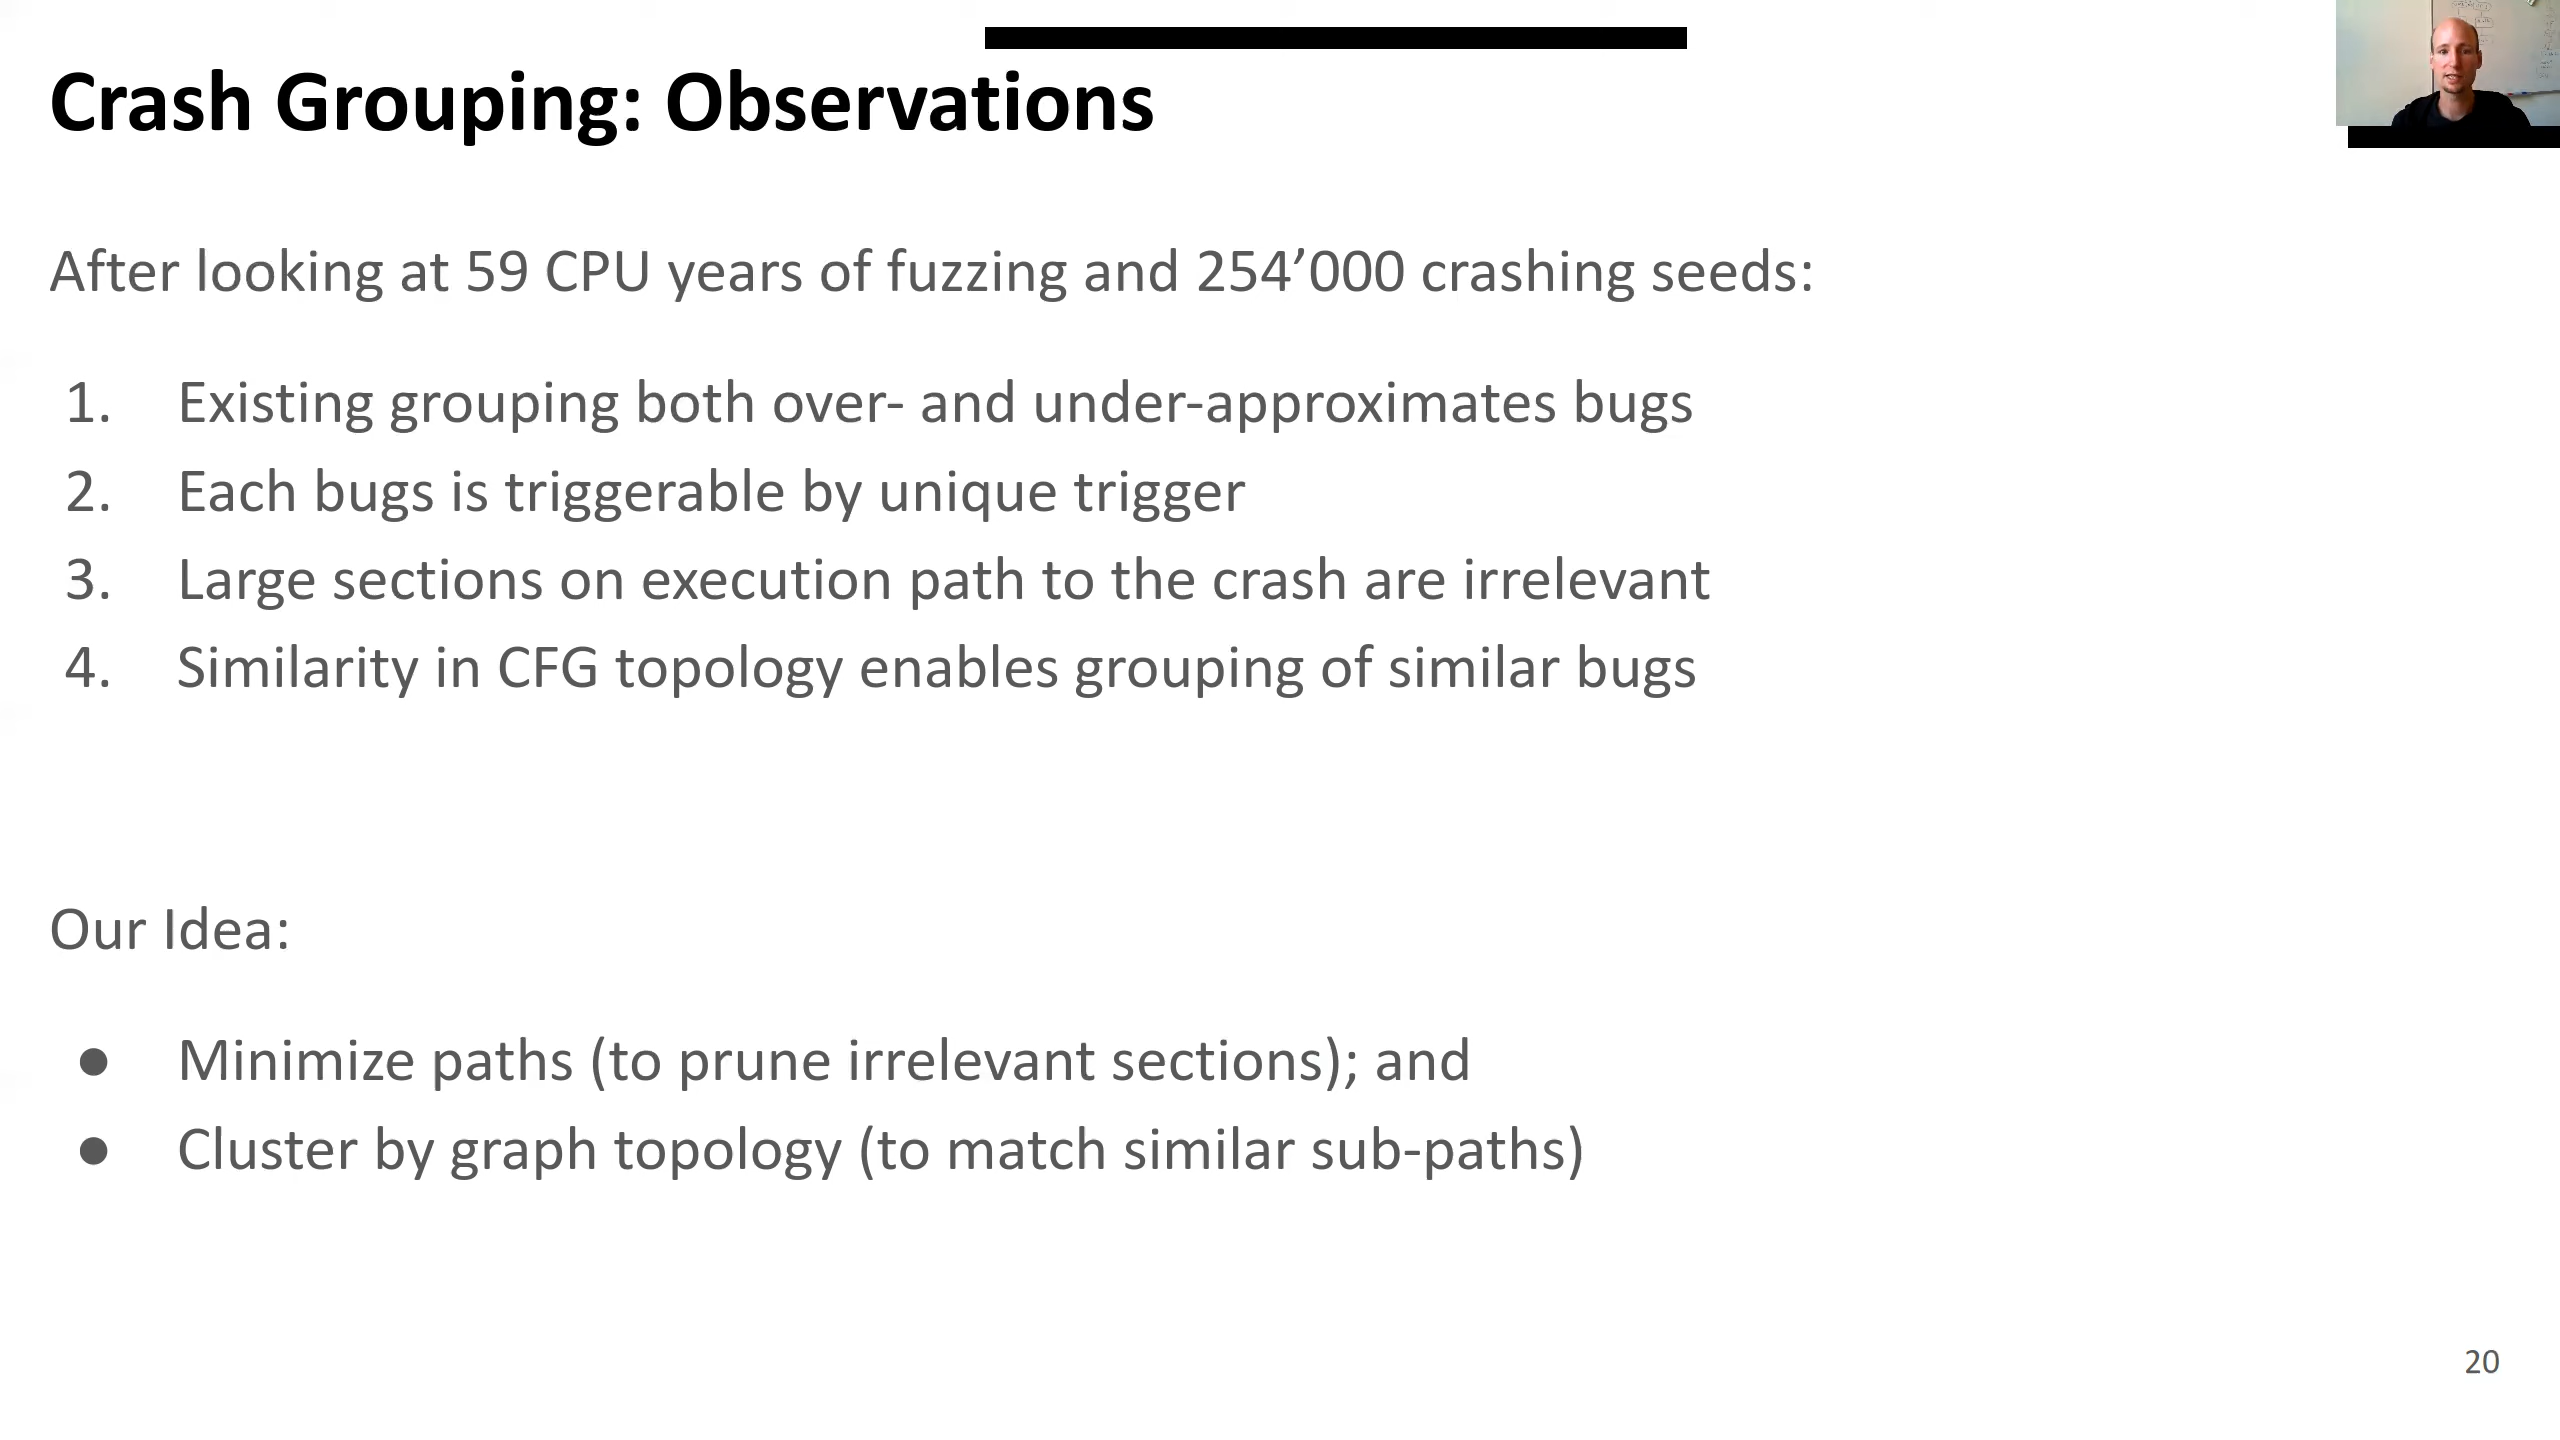 Crash Grouping: Observations
After looking at 59 CPU years of fuzzing and 254’000 crashing seeds:
1. Existing grouping both over- and under-approximates bugs
2. Each bugs is triggerable by unique trigger
3. Large sections on execution path to the crash are irrelevant
4. Similarity in CFG topology enables grouping of similar bugs
Our Idea:
● Minimize paths (to prune irrelevant sections); and
● Cluster by graph topology (to match similar sub-paths)
20